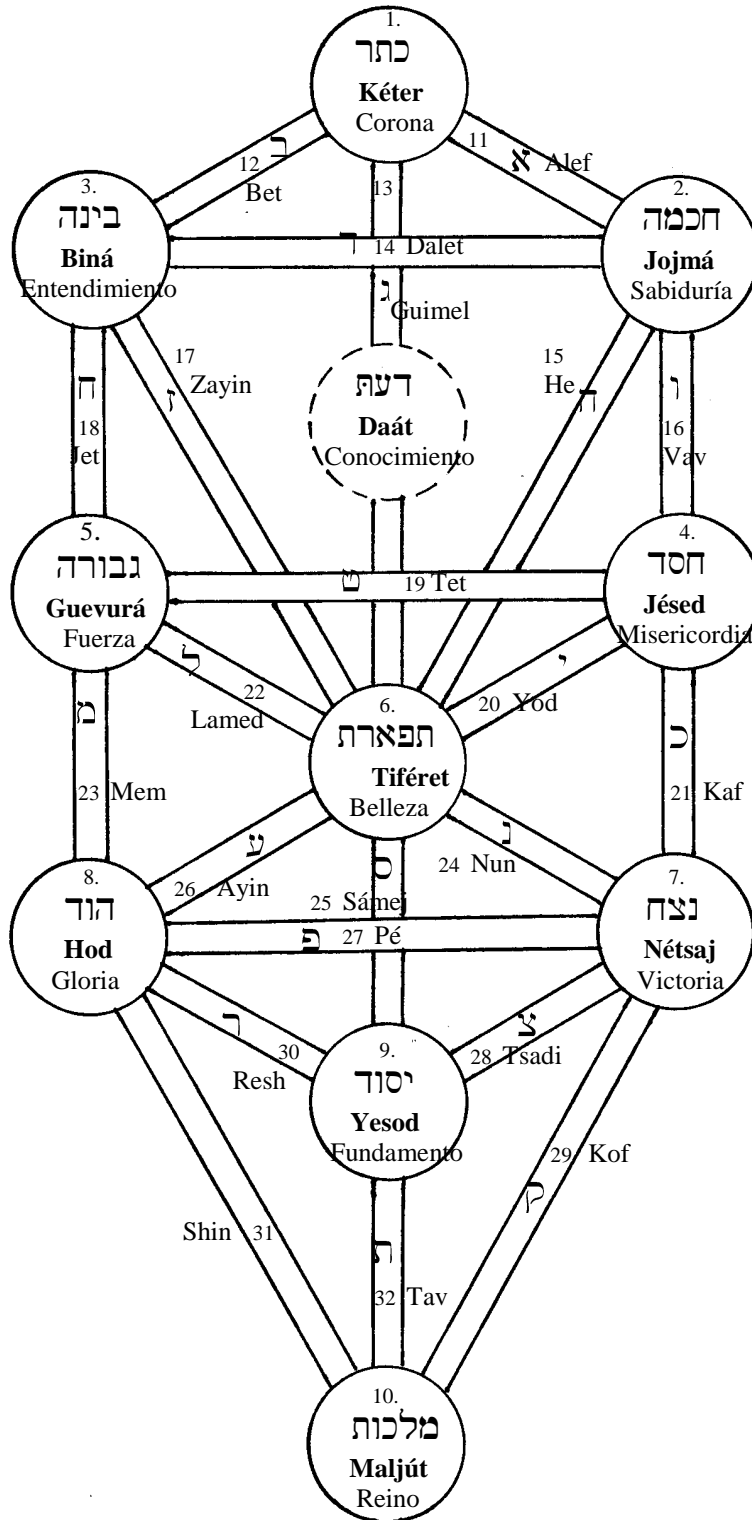 1.
כתר
Kéter
Corona
11
א Alef
ב
12
Bet
13
3.
בינה
Biná
Entendimiento
2.
חכמה
Jojmá
Sabiduría
14 Dalet
ג
Guimel
17
Zayin
ז
15
He ה
ח
18
Jet
ו
16
Vav
דעת
Daát
Conocimiento
5.
גבורה
Guevurá
Fuerza
4.
חסד
Jésed
Misericordia
ט 19 Tet
ל
22
Lamed
י
20 Yod
6.
תפארת
Tiféret
Belleza
מ
23 Mem
כ
21 Kaf
ע
26 Ayin
נ
24 Nun
ס
25 Sámej
פ 27 Pé
8.
הוד
Hod
Gloria
7.
נצח
Nétsaj
Victoria
ר
30
Resh
צ
28 Tsadi
9.
יסוד
Yesod
Fundamento
29 Kof
ק
Shin 31
ת
32 Tav
10.
מלכות
Maljút
Reino